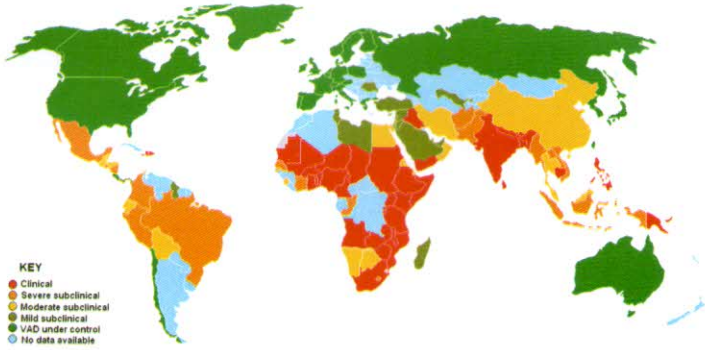 KEY
Clinical
Severe subclinical
Moderate subclinical
Mild subclinical
VAD under control
No data available